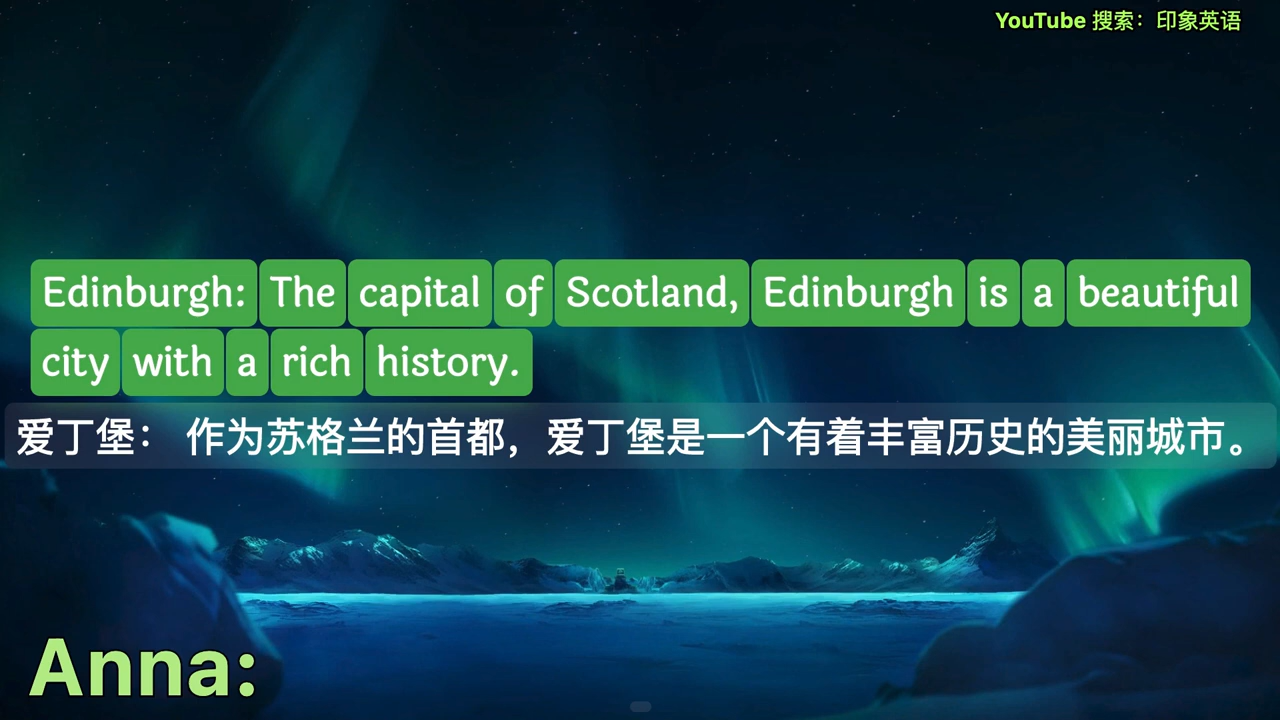 YouTube 搜索：印象英语
Edinburgh: The capital of Scotland, Edinburgh is a beautiful
city with a rich history.
爱丁堡： 作为苏格兰的首都，爱丁堡是一个有着丰富历史的美丽城市。
Anna: